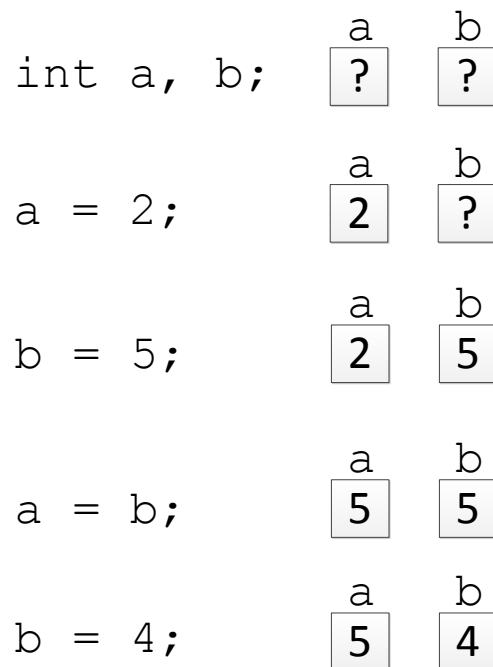 a b
int a, b; ? ?
a b
a = 2; 2 ?
a b
b = 5; 2 5
a b
a = b; 5 5
a b
b = 4; 5 4